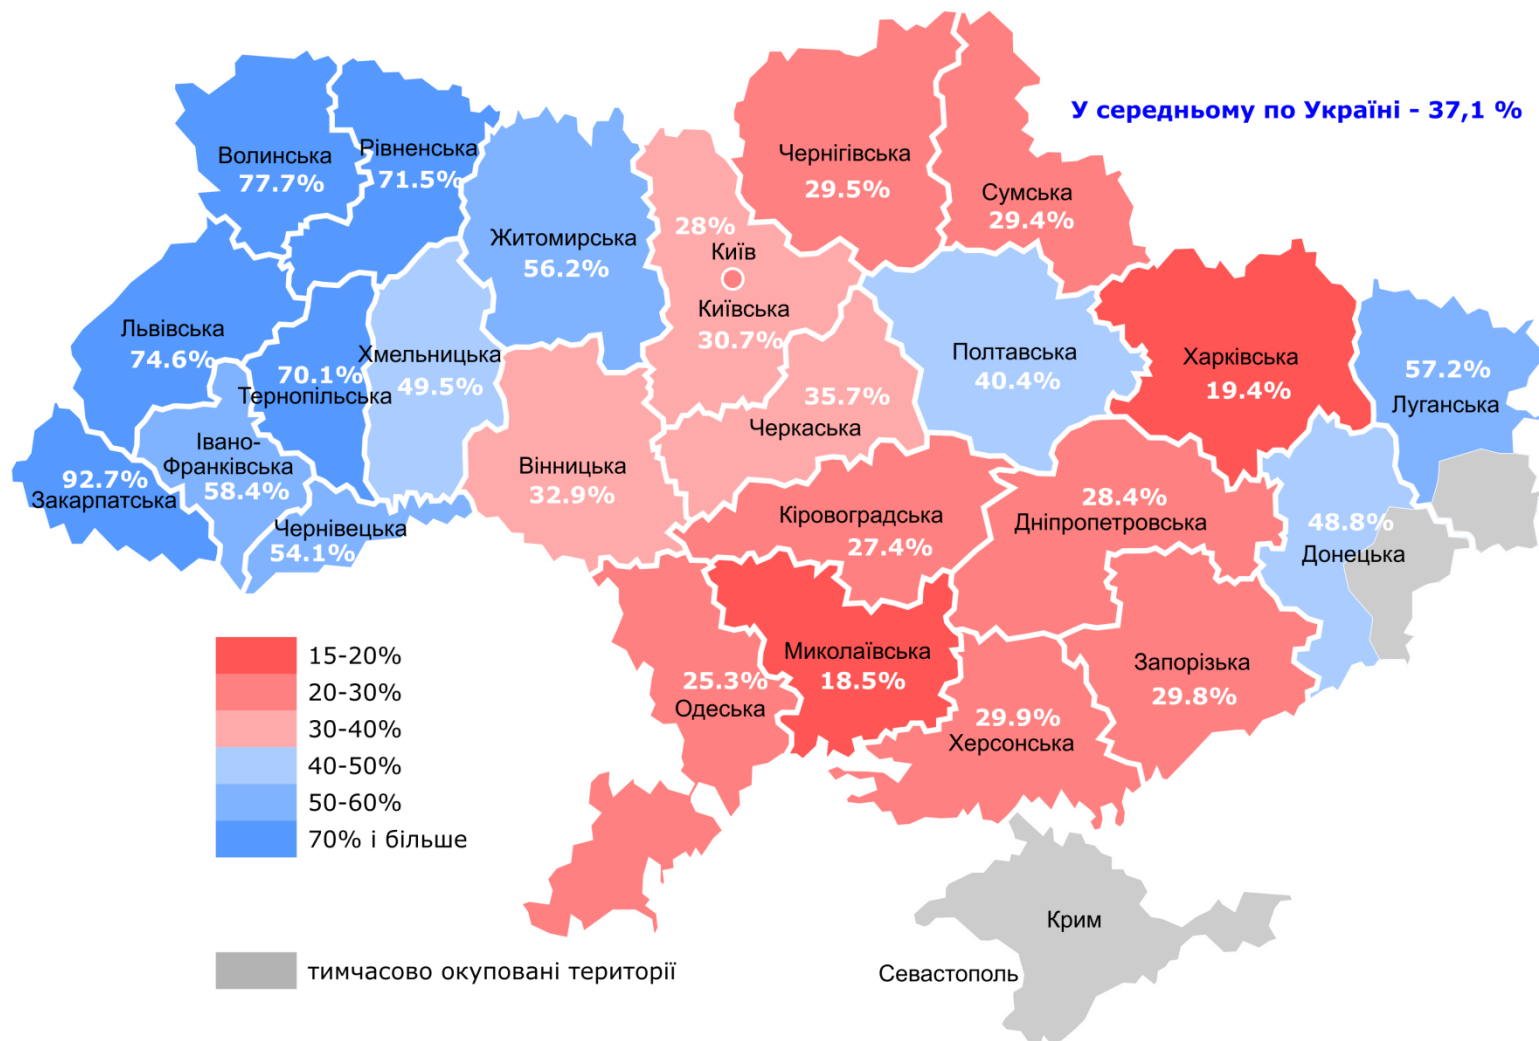 У середньому по Україні - 37,1 %
Волинська
77.7%
Рівненська
71.5%
Житомирська
56.2%
28%
Київ
Київська
30.7%
Чернігівська
29.5%
Сумська
29.4%
Львівська
74.6%
70.1%
Тернопільська
Хмельницька
49.5%
Полтавська
40.4%
Харківська
19.4%
57.2%
Луганська
35.7%
Черкаська
Вінницька
32.9%
Івано-
Франківська
58.4%
92.7%
Закарпатська
Чернівецька
54.1%
Кіровоградська
27.4%
28.4%
Дніпропетровська
48.8%
Донецька
Миколаївська
18.5%
25.3%
Одеська
29.9%
Херсонська
Запорізька
29.8%
15-20%
20-30%
30-40%
40-50%
50-60%
70% і більше
тимчасово окуповані території
Крим
Севастополь